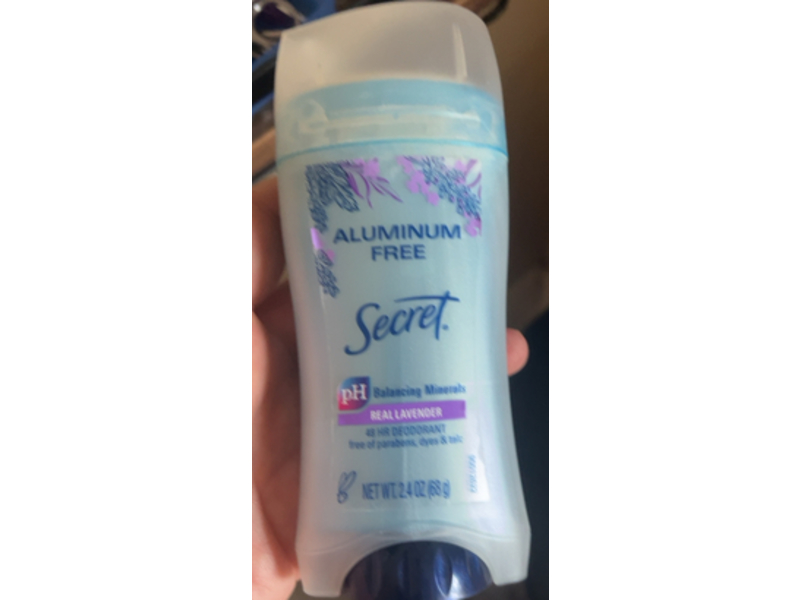 ALUMINUM
FREE
Secret.
pH Balancing Minerals
REAL LAVENDER
48 HR DEODORANT
free of parabens, dyes & talc
NET WT. 2.4 OZ (68 g)